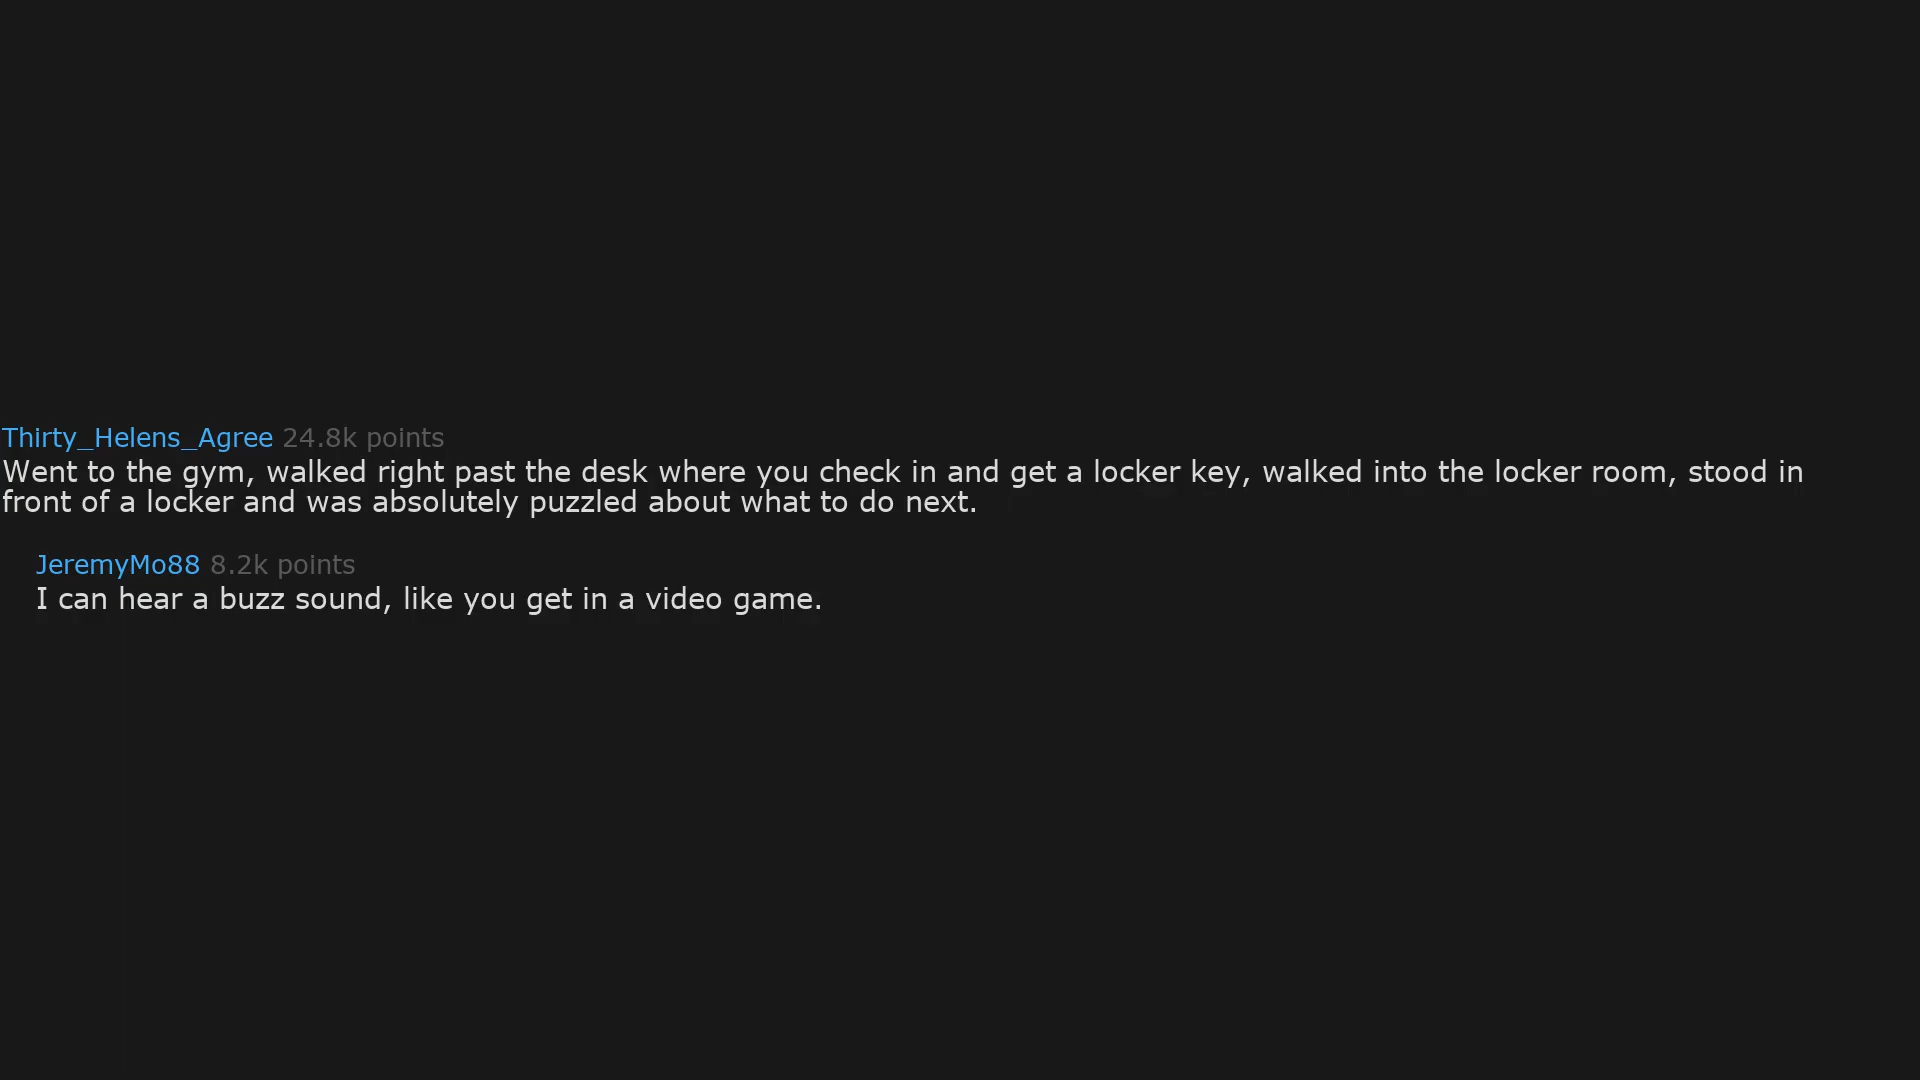 Thirty_Helens_Agree 24.8k points
Went to the gym, walked right past the desk where you check in and get a locker key, walked into the locker room, stood in
front of a locker and was absolutely puzzled about what to do next.
JeremyMo88 8.2k points
I can hear a buzz sound, like you get in a video game.